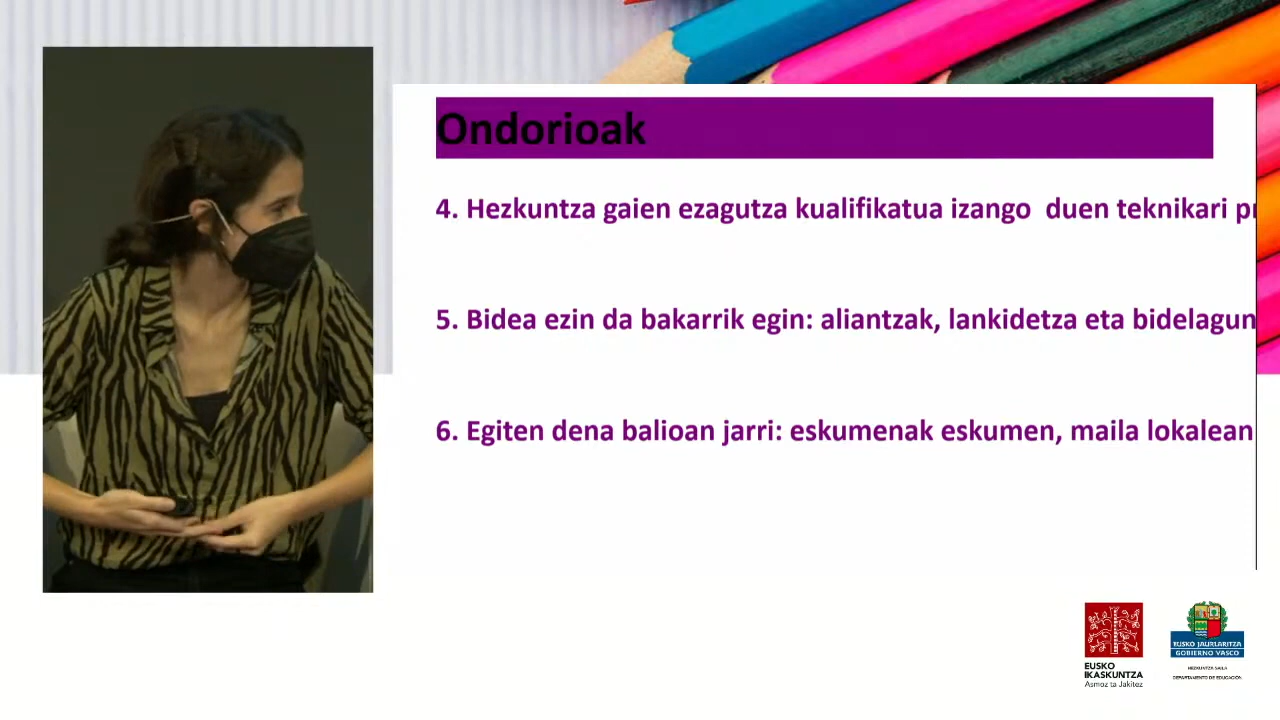 Ondorioak
4. Hezkuntza gaien ezagutza kualifikatua izango duen teknikari
5. Bidea ezin da bakarrik egin: aliantzak, lankidetza eta bidelagun
6. Egiten dena balioan jarri: eskumenak eskumen, maila lokalean
EUSKO
IKASKUNTZA
Asmoz ta Jakitez
EUSKO JAURLARITZA
GOBIERNO VASCO
HEZKUNTZA SAILA
DEPARTAMENTO DE EDUCACIÓN